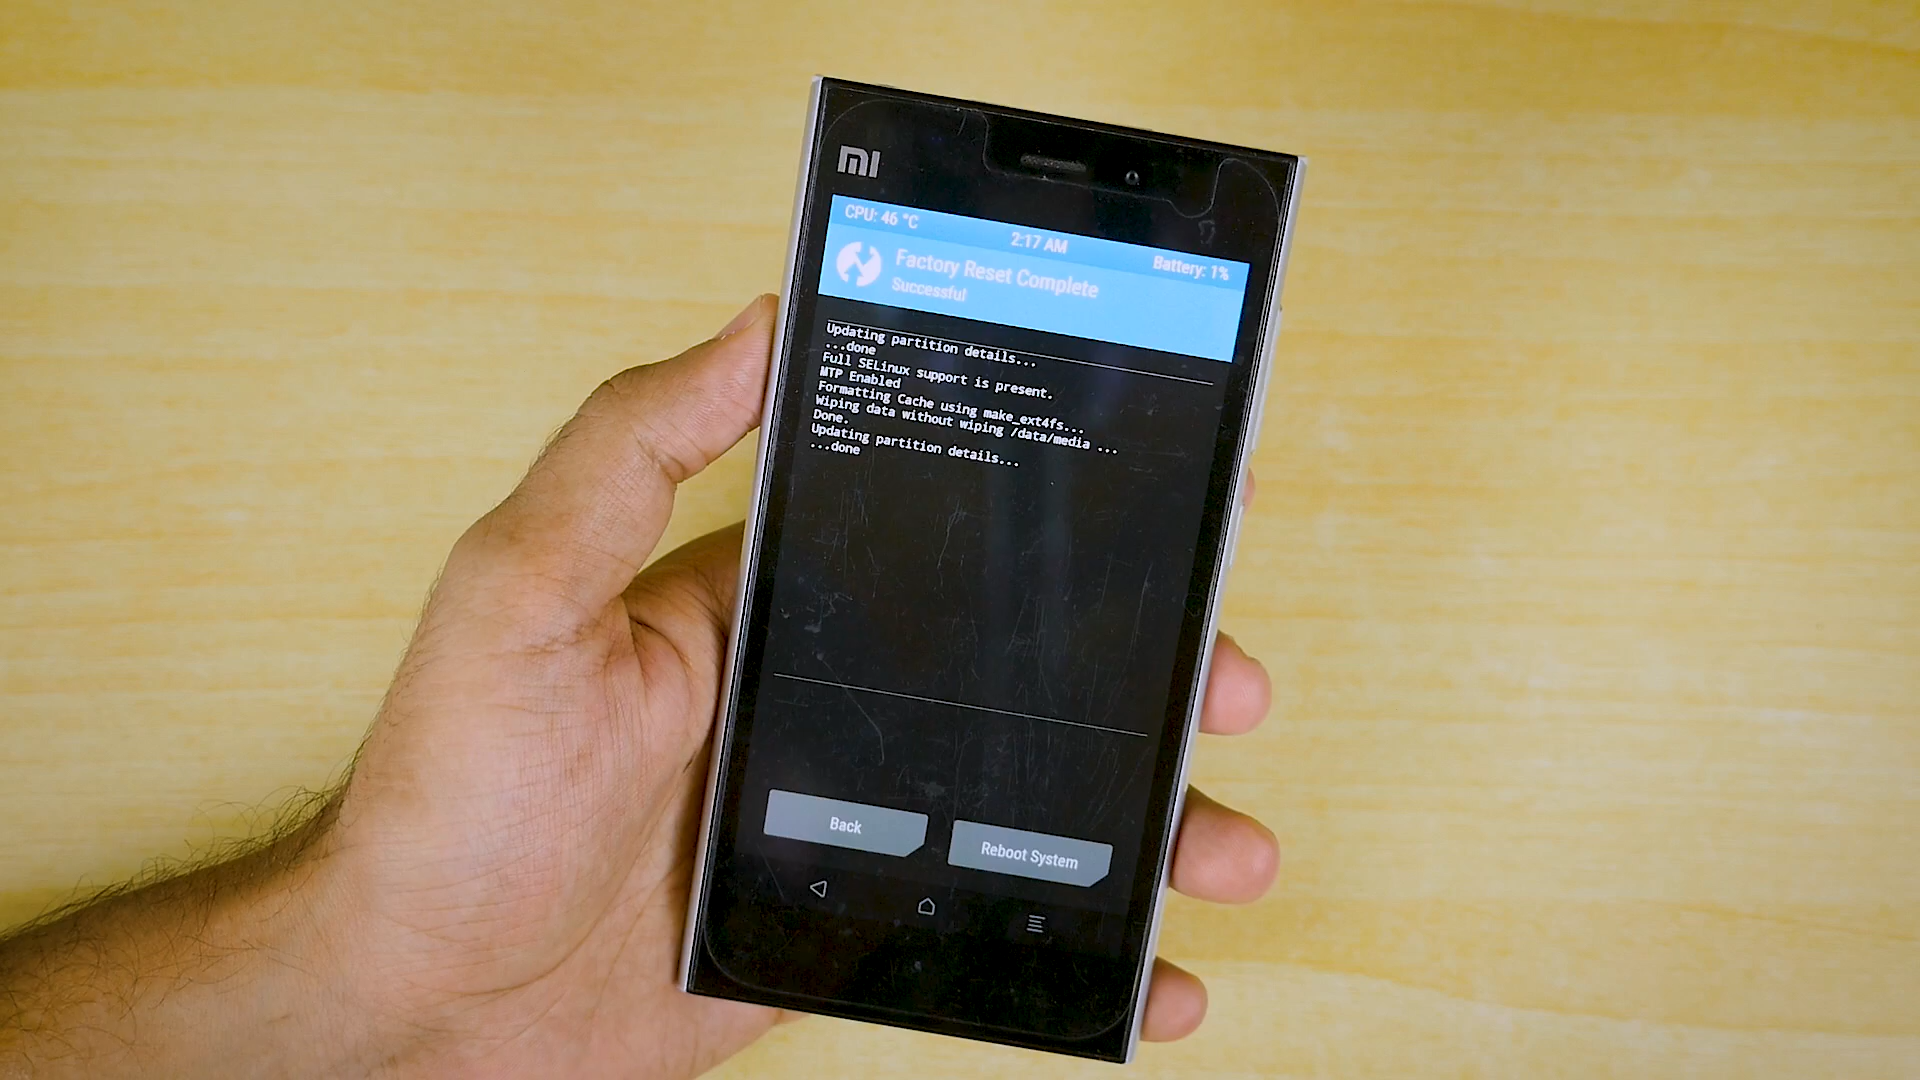 MI
CPU: 46 °C
2:17 AM
Battery: 1%
Factory Reset Complete
Successful
Updating partition details...
...done
Full SELinux support is present.
MTP Enabled
Formatting Cache using make_ext4fs...
Wiping data without wiping /data/media ...
Done.
Updating partition details...
...done
Back
Reboot System